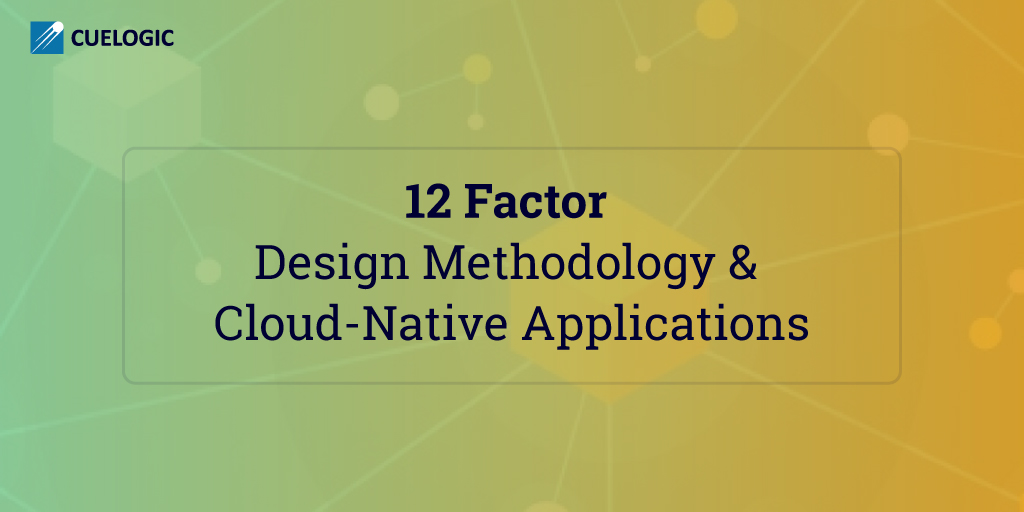 CUELOGIC
12 Factor
Design Methodology &
Cloud-Native Applications